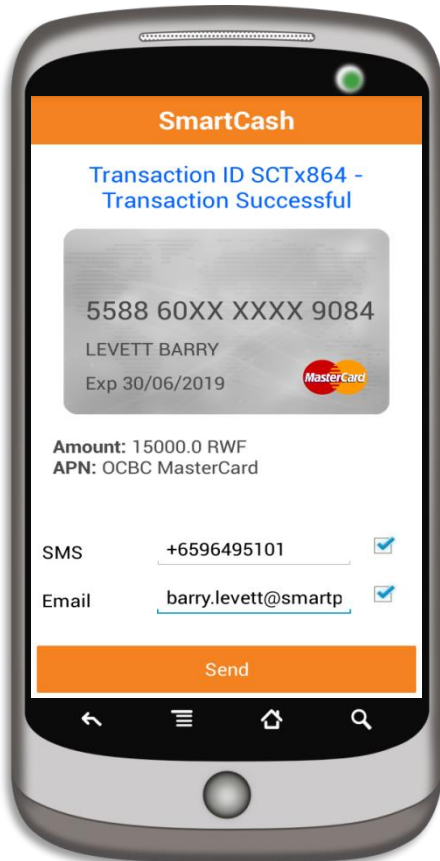 SmartCash
Transaction ID SCTx864 -
Transaction Successful
5588 60XX XXXX 9084
LEVETT BARRY
Exp 30/06/2019
MasterCard
Amount: 15000.0 RWF
APN: OCBC MasterCard
SMS +6596495101
Email barry.levett@smartp
Send